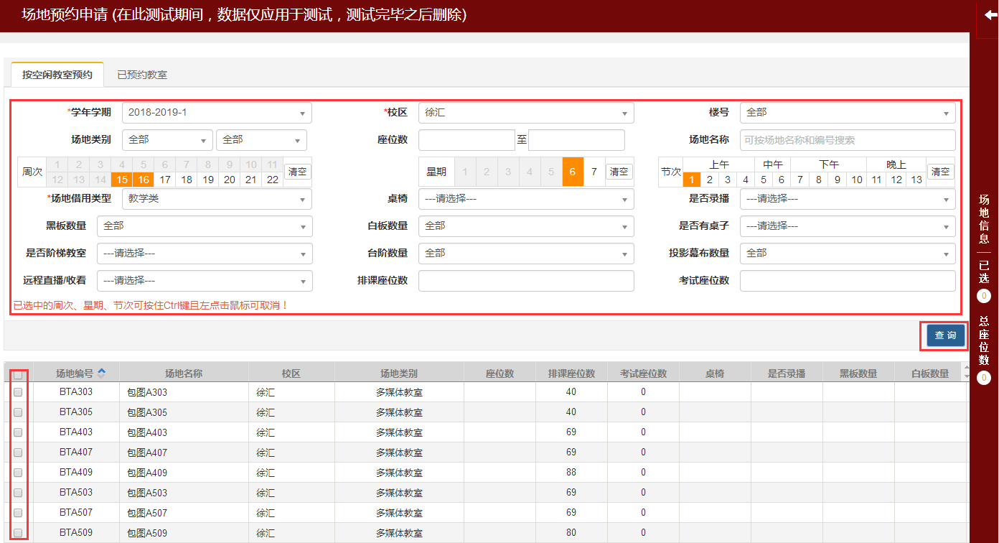 场地预约申请 (在此测试期间，数据仅应用于测试，测试完毕之后删除)
按空闲教室预约 已预约教室
*学年学期 2018-2019-1 *校区 徐汇 楼号 全部
场地类别 全部 全部 座位数 至 场地名称 可按场地名称和编号搜索
周次 1 2 3 4 5 6 7 8 9 10 11 12 13 14 15 16 17 18 19 20 21 22 清空
星期 1 2 3 4 5 6 7 清空
节次 上午 中午 下午 晚上 1 2 3 4 5 6 7 8 9 10 11 12 13 清空
*场地借用类型 教学类 桌椅 ---请选择--- 是否录播 ---请选择---
黑板数量 全部 白板数量 全部 是否有桌子 ---请选择---
是否阶梯教室 ---请选择--- 台阶数量 全部 投影幕布数量 全部
远程直播/收看 ---请选择--- 排课座位数 考试座位数
已选中的周次、星期、节次可按住Ctrl键且左点击鼠标可取消！
查 询
场地编号 场地名称 校区 场地类别 座位数 排课座位数 考试座位数 桌椅 是否录播 黑板数量 白板数量
BTA303 包图A303 徐汇 多媒体教室 40 0
BTA305 包图A305 徐汇 多媒体教室 40 0
BTA403 包图A403 徐汇 多媒体教室 69 0
BTA407 包图A407 徐汇 多媒体教室 69 0
BTA409 包图A409 徐汇 多媒体教室 88 0
BTA503 包图A503 徐汇 多媒体教室 69 0
BTA507 包图A507 徐汇 多媒体教室 69 0
BTA509 包图A509 徐汇 多媒体教室 80 0
场地信息
已选 0
总座位数 0